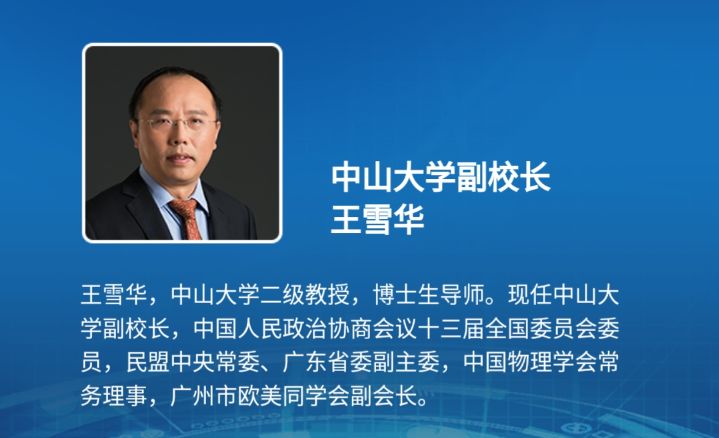 中山大学副校长
王雪华
王雪华，中山大学二级教授，博士生导师。现任中山大
学副校长，中国人民政治协商会议十三届全国委员会委
员，民盟中央常委、广东省委副主委，中国物理学会常
务理事，广州市欧美同学会副会长。